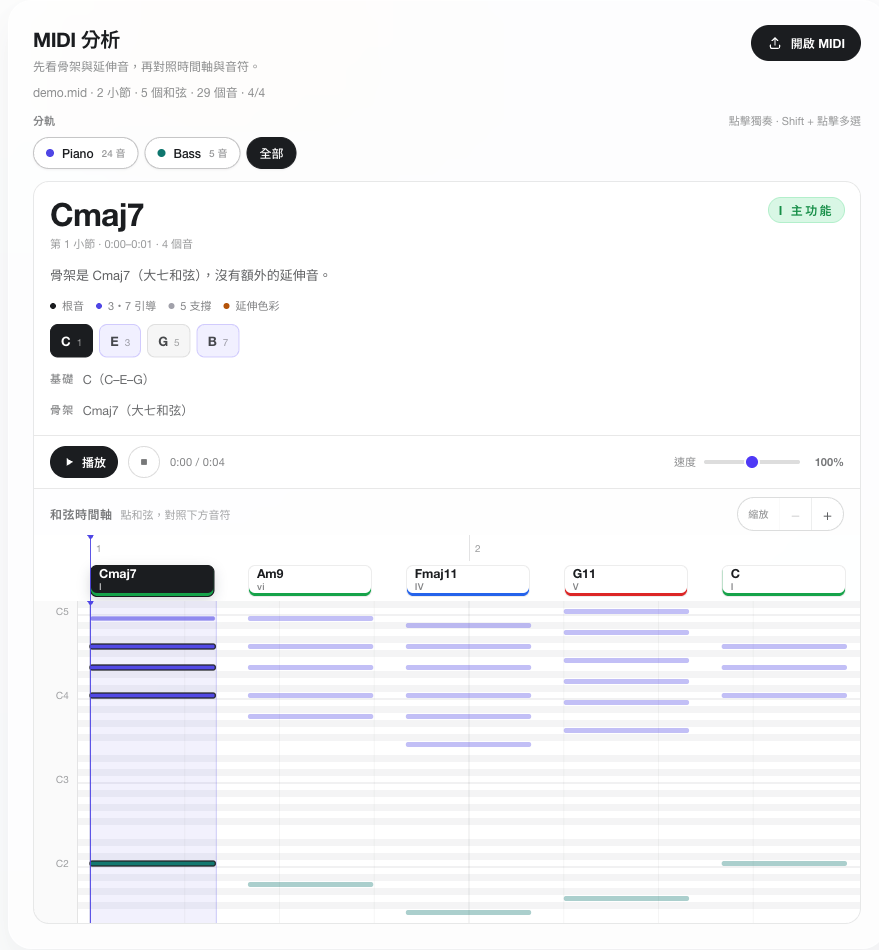 MIDI 分析
開啟 MIDI
先看骨架與延伸音，再對照時間軸與音符。
demo.mid · 2 小節 · 5 個和弦 · 29 個音 · 4/4
分軌
點擊獨奏 · Shift + 點擊多選
Piano 24 音
Bass 5 音
全部
Cmaj7
I 主功能
第 1 小節 · 0:00–0:01 · 4 個音
骨架是 Cmaj7（大七和弦），沒有額外的延伸音。
根音 3・7 引導 5 支撐 延伸色彩
C 1 E 3 G 5 B 7
基礎 C（C–E–G）
骨架 Cmaj7（大七和弦）
播放 0:00 / 0:04 速度 100%
和弦時間軸 點和弦，對照下方音符
縮放 − +
1 2
Cmaj7 Am9 Fmaj11 G11 C
I vi IV V I
C5
C4
C3
C2